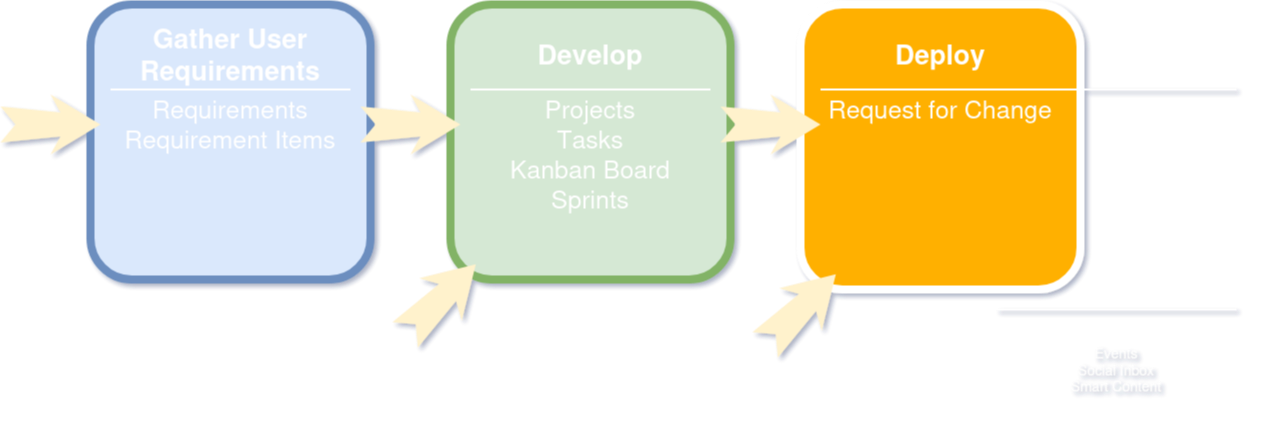 Gather User
Requirements
Requirements
Requirement Items
Develop
Projects
Tasks
Kanban Board
Sprints
Deploy
Request for Change
Events
Social Inbox
Smart Content